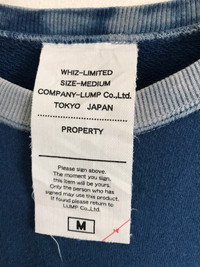 WHIZ-LIMITED
SIZE-MEDIUM
COMPANY-LUMP Co.,Ltd.
TOKYO JAPAN
PROPERTY
Please sign above.
The moment you sign,
this item will be yours.
Only the person who has
signed may use this product.
If found please return to
LUMP Co.,Ltd.
M